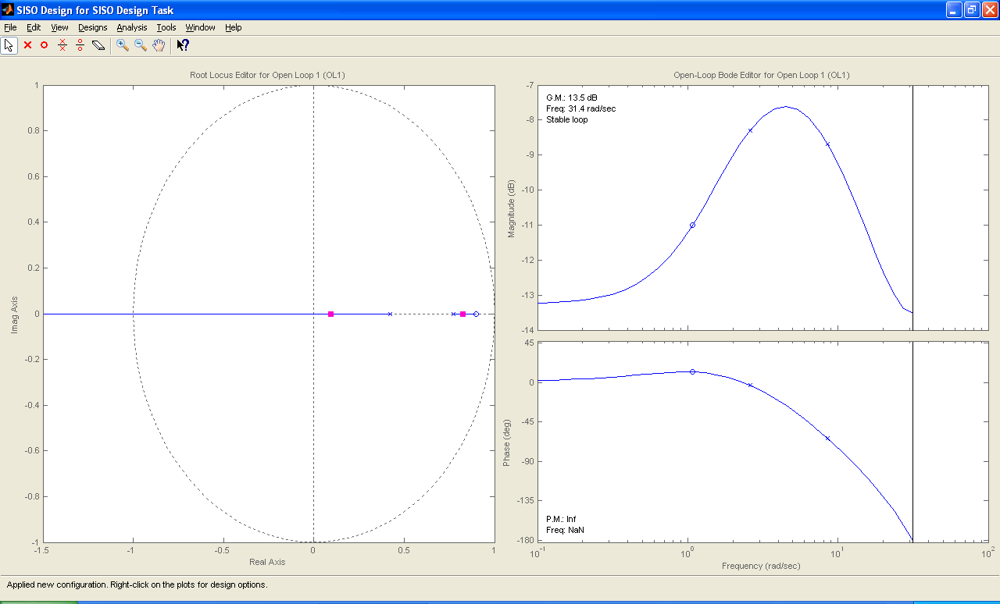 SISO Design for SISO Design Task
File Edit View Designs Analysis Tools Window Help
Root Locus Editor for Open Loop 1 (OL1)
1
0.8
0.6
0.4
0.2
0
-0.2
-0.4
-0.6
-0.8
-1
Imag Axis
-1.5 -1 -0.5 0 0.5 1
Real Axis
Open-Loop Bode Editor for Open Loop 1 (OL1)
-7
-8
-9
-10
-11
-12
-13
-14
Magnitude (dB)
G.M.: 13.5 dB
Freq: 31.4 rad/sec
Stable loop
45
0
-45
-90
-135
-180
Phase (deg)
P.M.: Inf
Freq: NaN
10^-1 10^0 10^1 10^2
Frequency (rad/sec)
Applied new configuration. Right-click on the plots for design options.